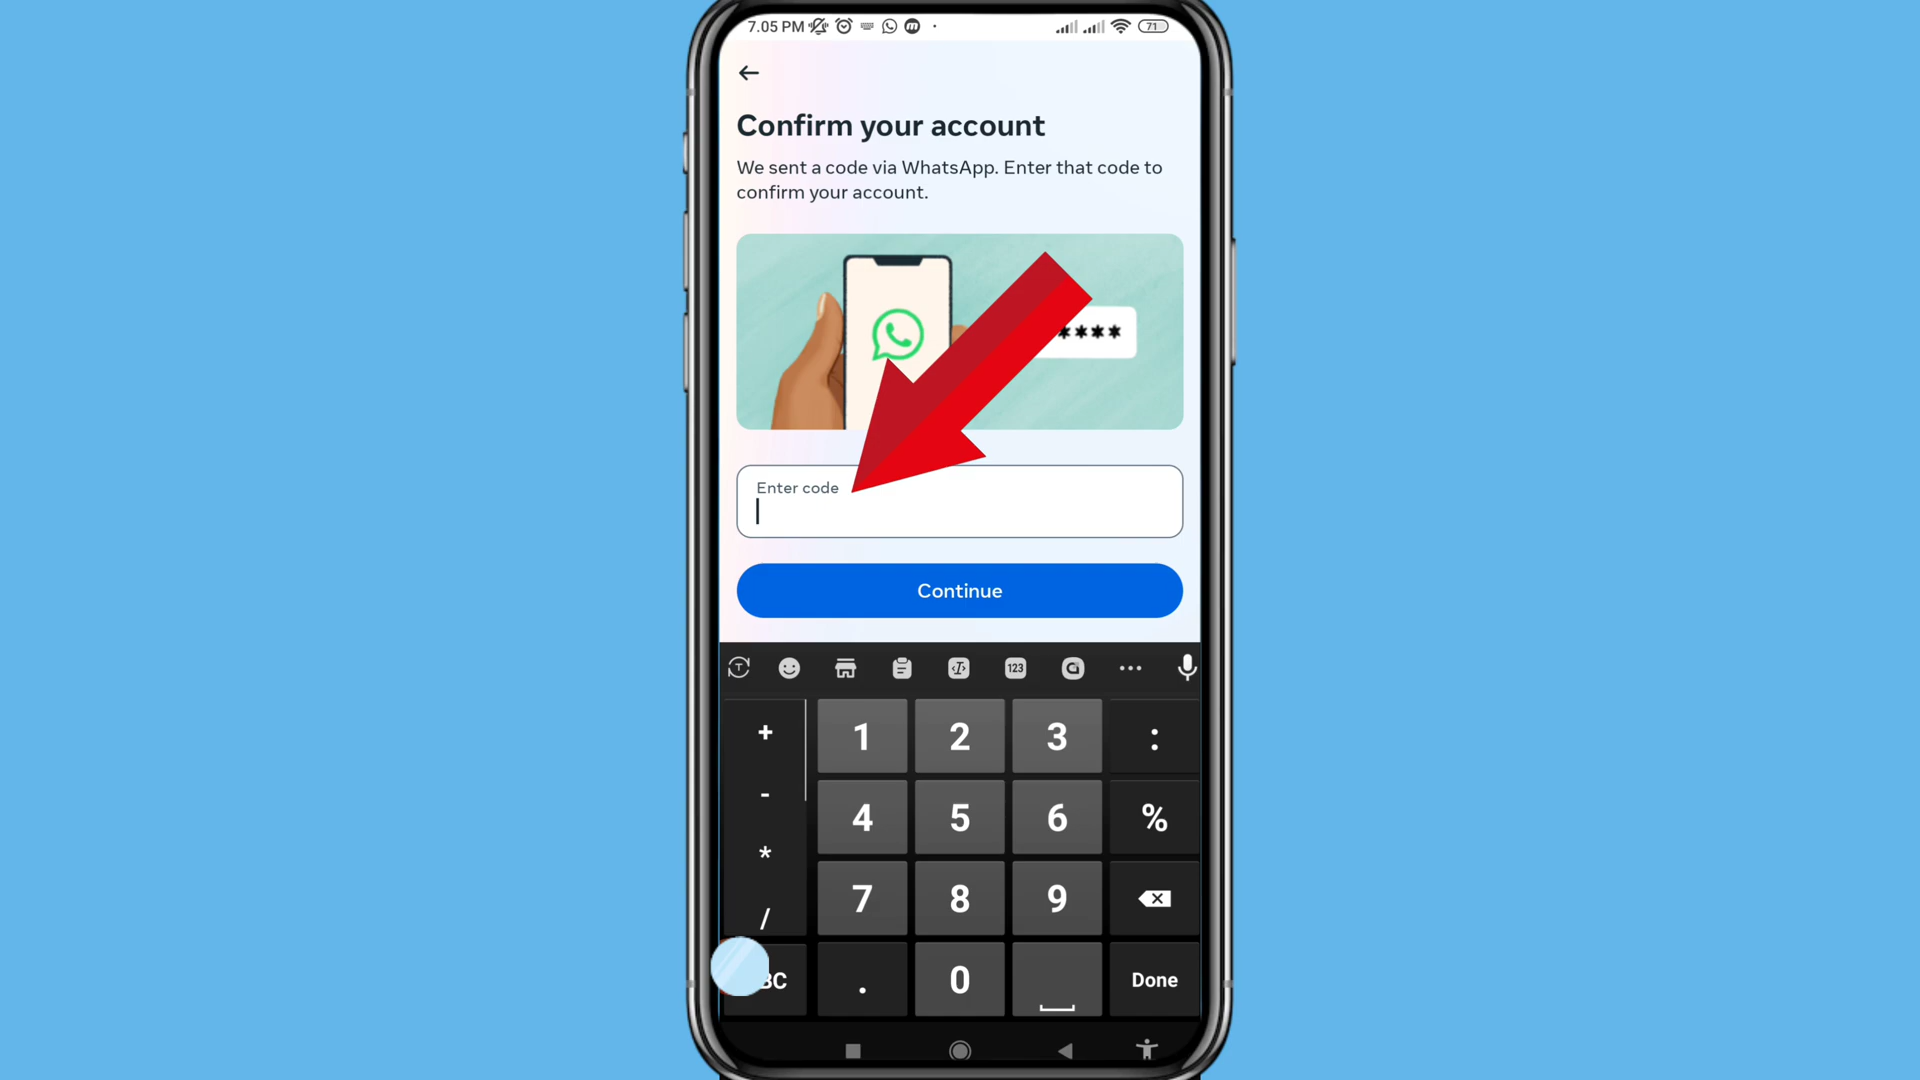 7.05 PM
71
Confirm your account
We sent a code via WhatsApp. Enter that code to
confirm your account.
****
Enter code
Continue
123
+ 1 2 3 :
- 4 5 6 %
* 7 8 9
/
BC . 0 Done